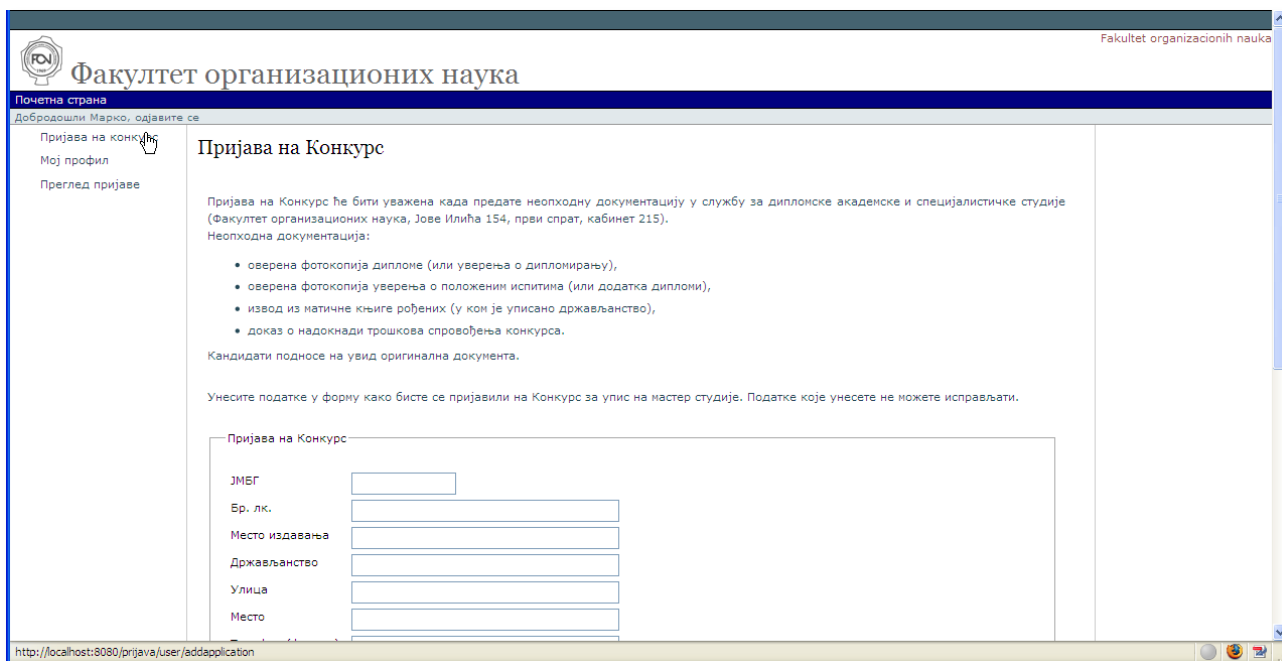 Fakultet organizacionih nauka
Факултет организационих наука
Почетна страна
Добродошли Марко, одјавите се
Пријава на конкурс
Мој профил
Преглед пријаве
Пријава на Конкурс
Пријава на Конкурс ће бити уважена када предате неопходну документацију у службу за дипломске академске и специјалистичке студије
(Факултет организационих наука, Јове Илића 154, први спрат, кабинет 215).
Неопходна документација:
• оверена фотокопија дипломе (или уверења о дипломирању),
• оверена фотокопија уверења о положеним испитима (или додатка дипломи),
• извод из матичне књиге рођених (у ком је уписано држављанство),
• доказ о надокнади трошкова спровођења конкурса.
Кандидати подносе на увид оригинална документа.
Унесите податке у форму како бисте се пријавили на Конкурс за упис на мастер студије. Податке које унесете не можете исправљати.
Пријава на Конкурс
ЈМБГ
Бр. лк.
Место издавања
Држављанство
Улица
Место
http://localhost:8080/prijava/user/addapplication